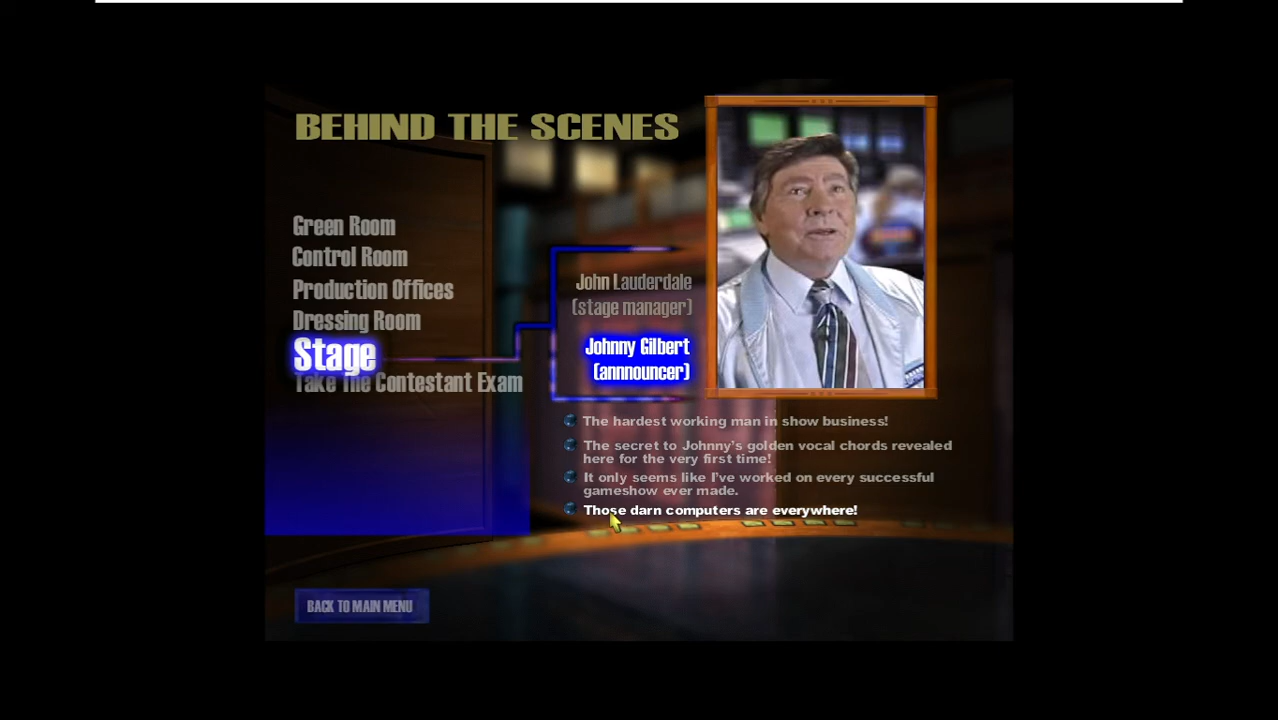 BEHIND THE SCENES
Green Room
Control Room
Production Offices
Dressing Room
Stage
Take The Contestant Exam
John Lauderdale
(stage manager)
Johnny Gilbert
(annnouncer)
The hardest working man in show business!
The secret to Johnny's golden vocal chords revealed
here for the very first time!
It only seems like I've worked on every successful
gameshow ever made.
Those darn computers are everywhere!
BACK TO MAIN MENU